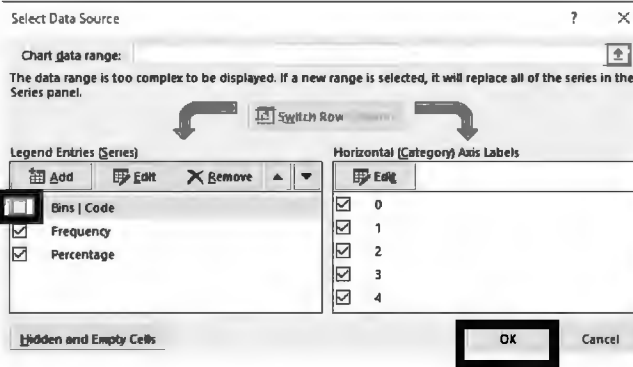 Select Data Source ? ×
Chart data range:
The data range is too complex to be displayed. If a new range is selected, it will replace all of the series in the
Series panel.
Switch Row
Legend Entries (Series)
Add Edit Remove
Bins | Code
Frequency
Percentage
Horizontal (Category) Axis Labels
Edit
0
1
2
3
4
Hidden and Empty Cells
OK Cancel